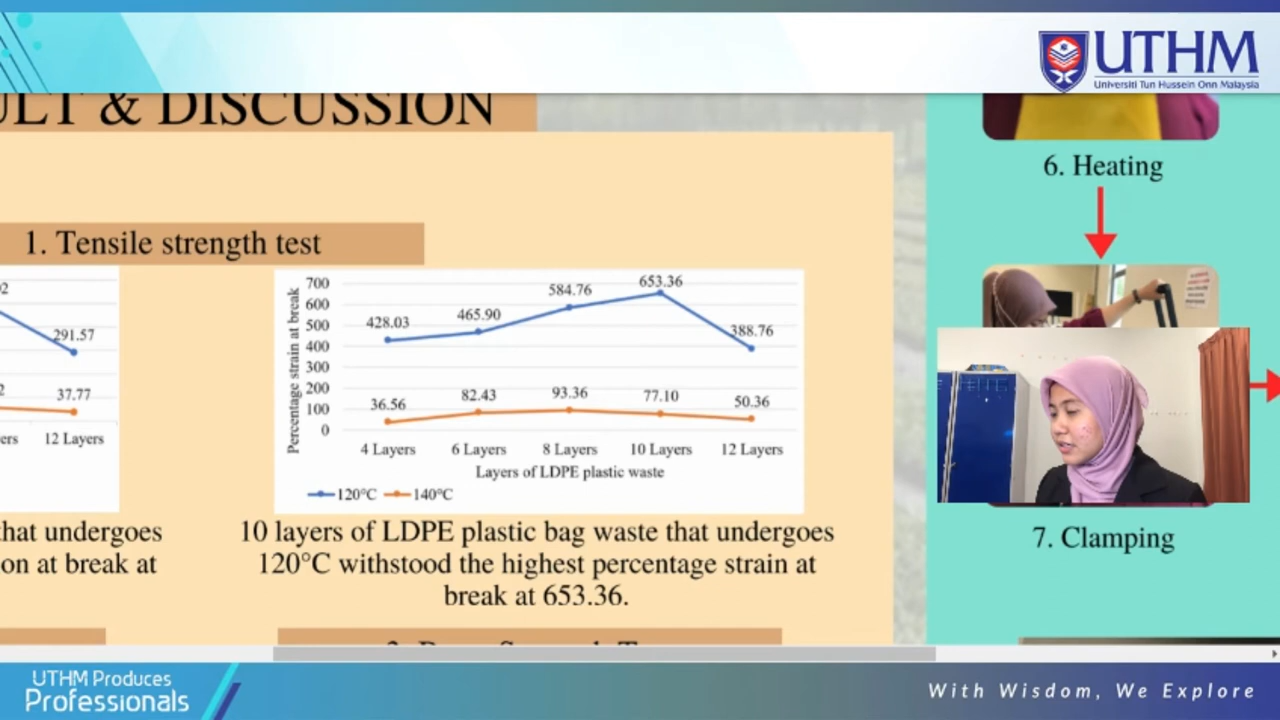 UTHM
Universiti Tun Hussein Onn Malaysia
& DISCUSSION
6. Heating
1. Tensile strength test
291.57
37.77
12 Layers
Percentage strain at break
700
600
500
400
300
200
100
0
428.03
465.90
584.76
653.36
388.76
36.56
82.43
93.36
77.10
50.36
4 Layers
6 Layers
8 Layers
10 Layers
12 Layers
Layers of LDPE plastic waste
120°C
140°C
that undergoes
on at break at
10 layers of LDPE plastic bag waste that undergoes
120°C withstood the highest percentage strain at
break at 653.36.
7. Clamping
UTHM Produces
Professionals
With Wisdom, We Explore